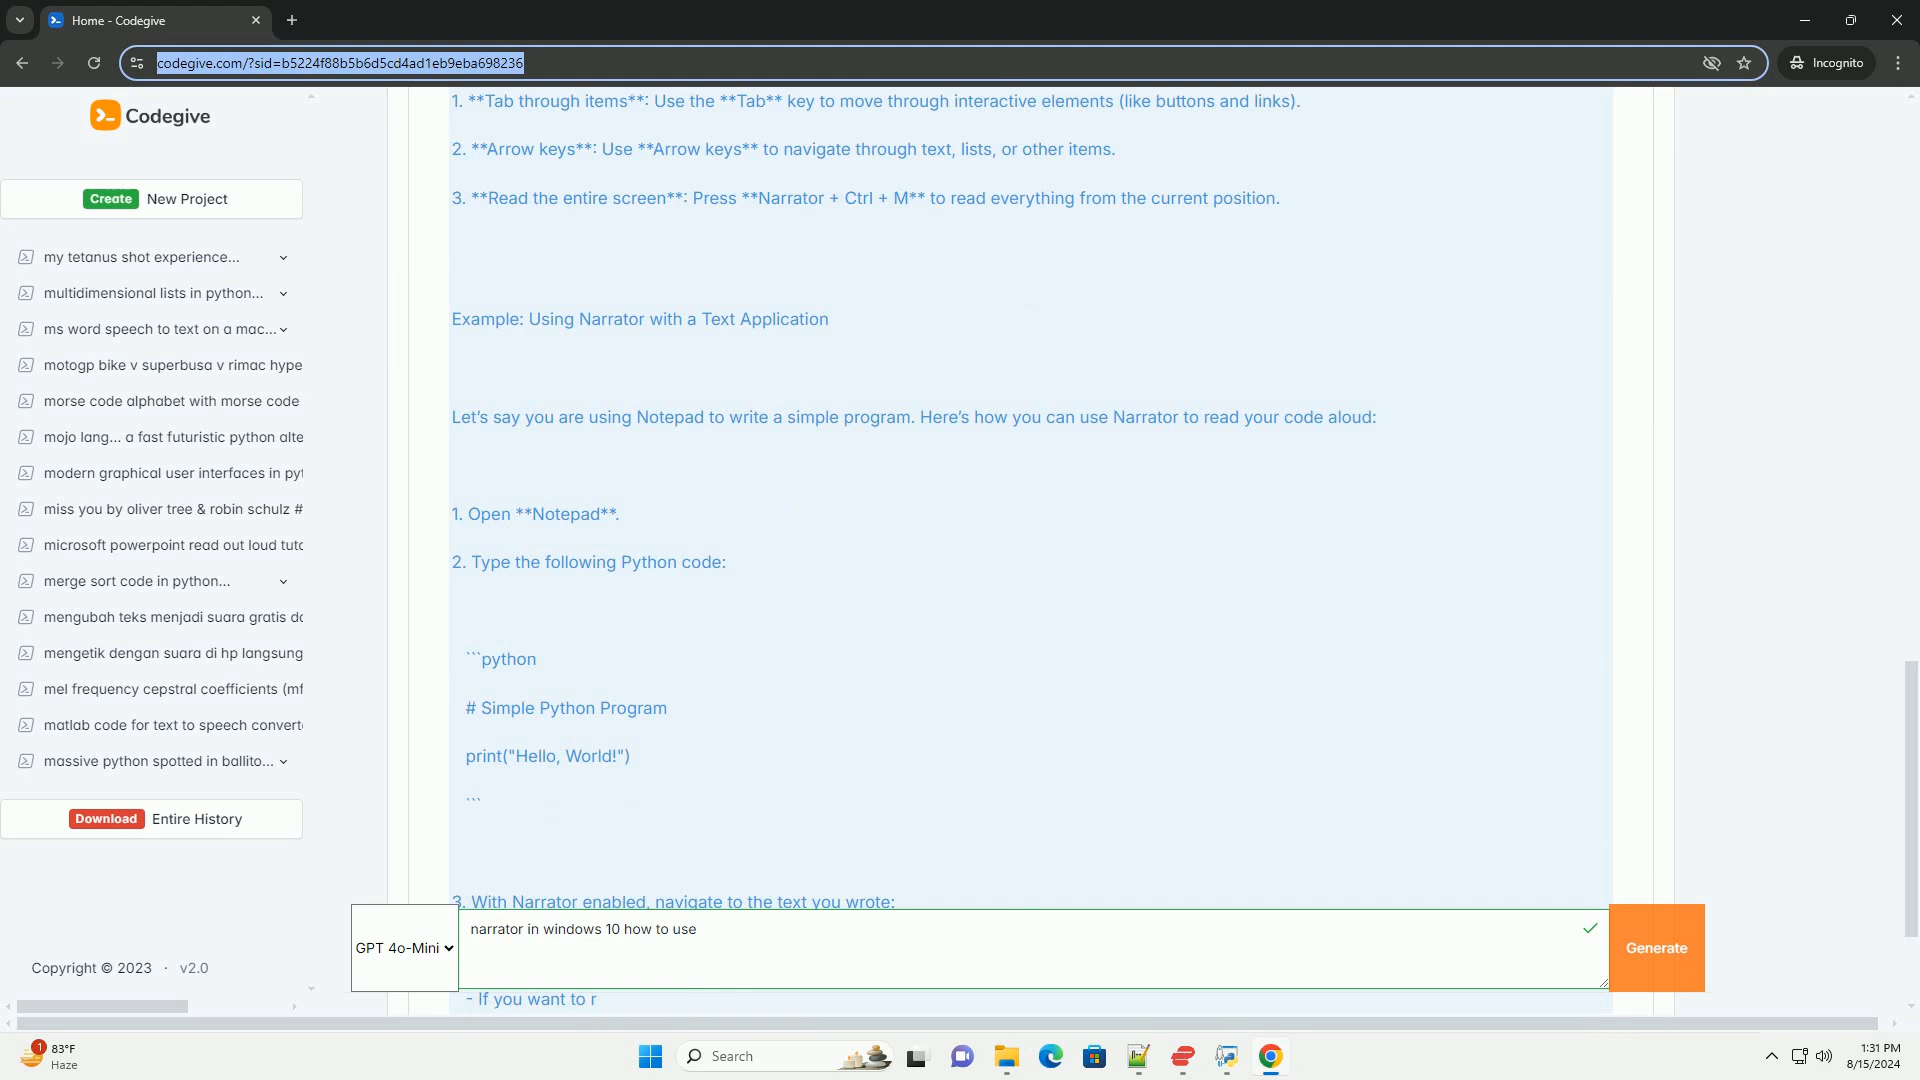 Home - Codegive
codegive.com/?sid=b5224f88b5b6d5cd4ad1eb9eba698236
Incognito
Codegive
Create New Project
my tetanus shot experience...
multidimensional lists in python...
ms word speech to text on a mac...
motogp bike v superbusa v rimac hype
morse code alphabet with morse code
mojo lang... a fast futuristic python alte
modern graphical user interfaces in pyt
miss you by oliver tree & robin schulz #
microsoft powerpoint read out loud tuto
merge sort code in python...
mengubah teks menjadi suara gratis da
mengetik dengan suara di hp langsung
mel frequency cepstral coefficients (mf
matlab code for text to speech converte
massive python spotted in ballito...
Download Entire History
Copyright © 2023 · v2.0
1. **Tab through items**: Use the **Tab** key to move through interactive elements (like buttons and links).
2. **Arrow keys**: Use **Arrow keys** to navigate through text, lists, or other items.
3. **Read the entire screen**: Press **Narrator + Ctrl + M** to read everything from the current position.
Example: Using Narrator with a Text Application
Let's say you are using Notepad to write a simple program. Here's how you can use Narrator to read your code aloud:
1. Open **Notepad**.
2. Type the following Python code:
```python
# Simple Python Program
print("Hello, World!")
```
3. With Narrator enabled, navigate to the text you wrote:
GPT 4o-Mini
narrator in windows 10 how to use
Generate
- If you want to r
1
83°F
Haze
Search
1:31 PM
8/15/2024